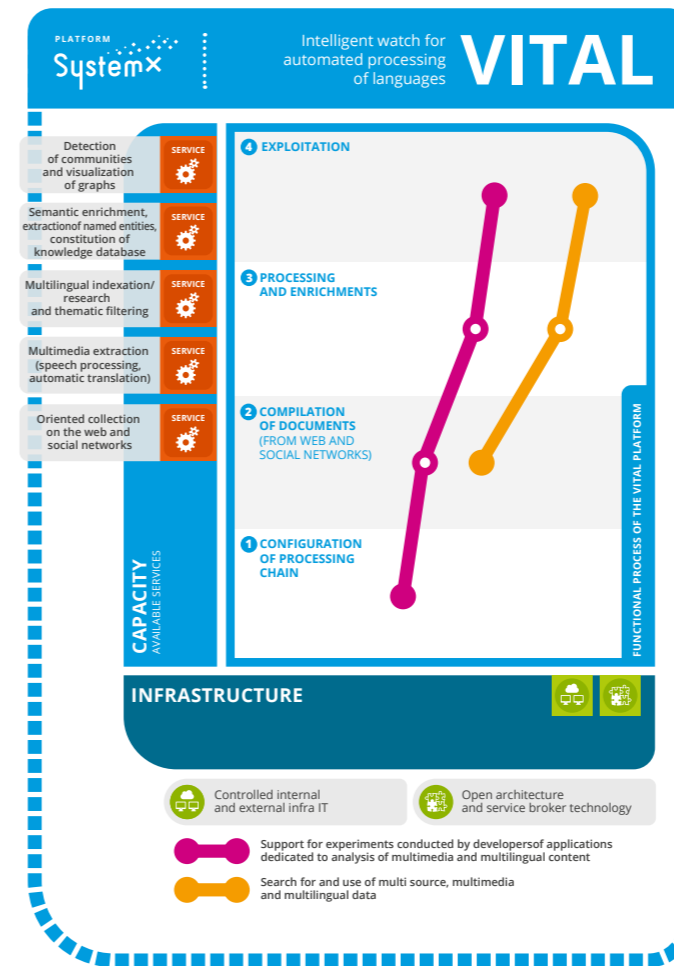 PLATFORM
Systemx
Intelligent watch for
automated processing
of languages
VITAL
Detection
of communities
and visualization
of graphs
SERVICE
Semantic enrichment,
extractionof named entities,
constitution of
knowledge database
SERVICE
Multilingual indexation/
research
and thematic filtering
SERVICE
Multimedia extraction
(speech processing,
automatic translation)
SERVICE
Oriented collection
on the web and
social networks
SERVICE
CAPACITY
AVAILABLE SERVICES
4 EXPLOITATION
3 PROCESSING
AND ENRICHMENTS
2 COMPILATION
OF DOCUMENTS
(FROM WEB AND
SOCIAL NETWORKS)
1 CONFIGURATION
OF PROCESSING
CHAIN
FUNCTIONAL PROCESS OF THE VITAL PLATFORM
INFRASTRUCTURE
Controlled internal
and external infra IT
Open architecture
and service broker technology
Support for experiments conducted by developersof applications
dedicated to analysis of multimedia and multilingual content
Search for and use of multi source, multimedia
and multilingual data